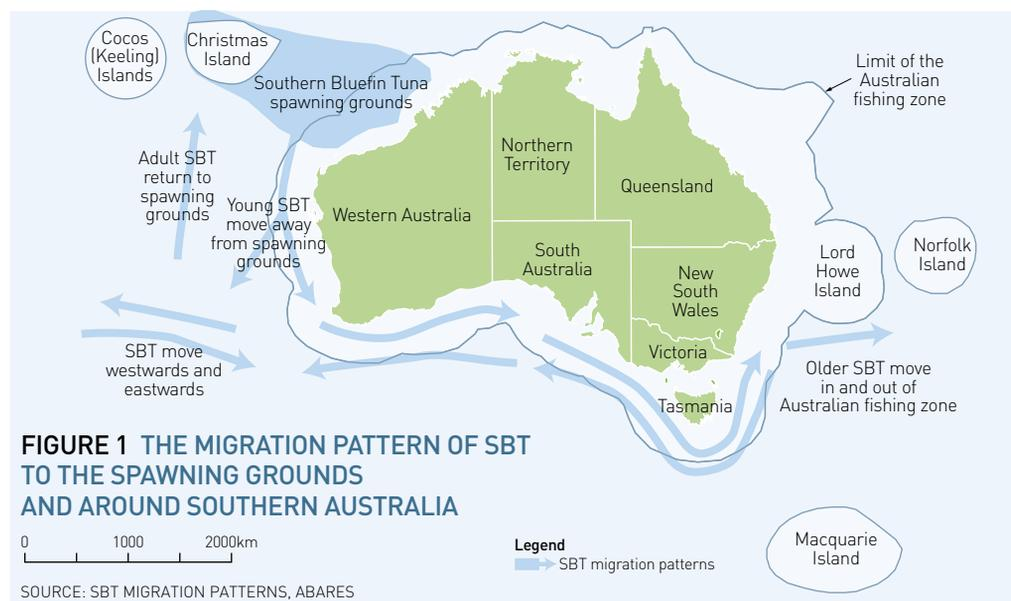 Cocos
(Keeling)
Islands
Christmas
Island
Southern Bluefin Tuna
spawning grounds
Limit of the
Australian
fishing zone
Adult SBT
return to
spawning
grounds
Young SBT
move away
from spawning
grounds
Western Australia
Northern
Territory
Queensland
South
Australia
New
South
Wales
Victoria
Tasmania
Lord
Howe
Island
Norfolk
Island
SBT move
westwards and
eastwards
Older SBT move
in and out of
Australian fishing zone
FIGURE 1 THE MIGRATION PATTERN OF SBT
TO THE SPAWNING GROUNDS
AND AROUND SOUTHERN AUSTRALIA
0 1000 2000km
Legend
SBT migration patterns
Macquarie
Island
SOURCE: SBT MIGRATION PATTERNS, ABARES